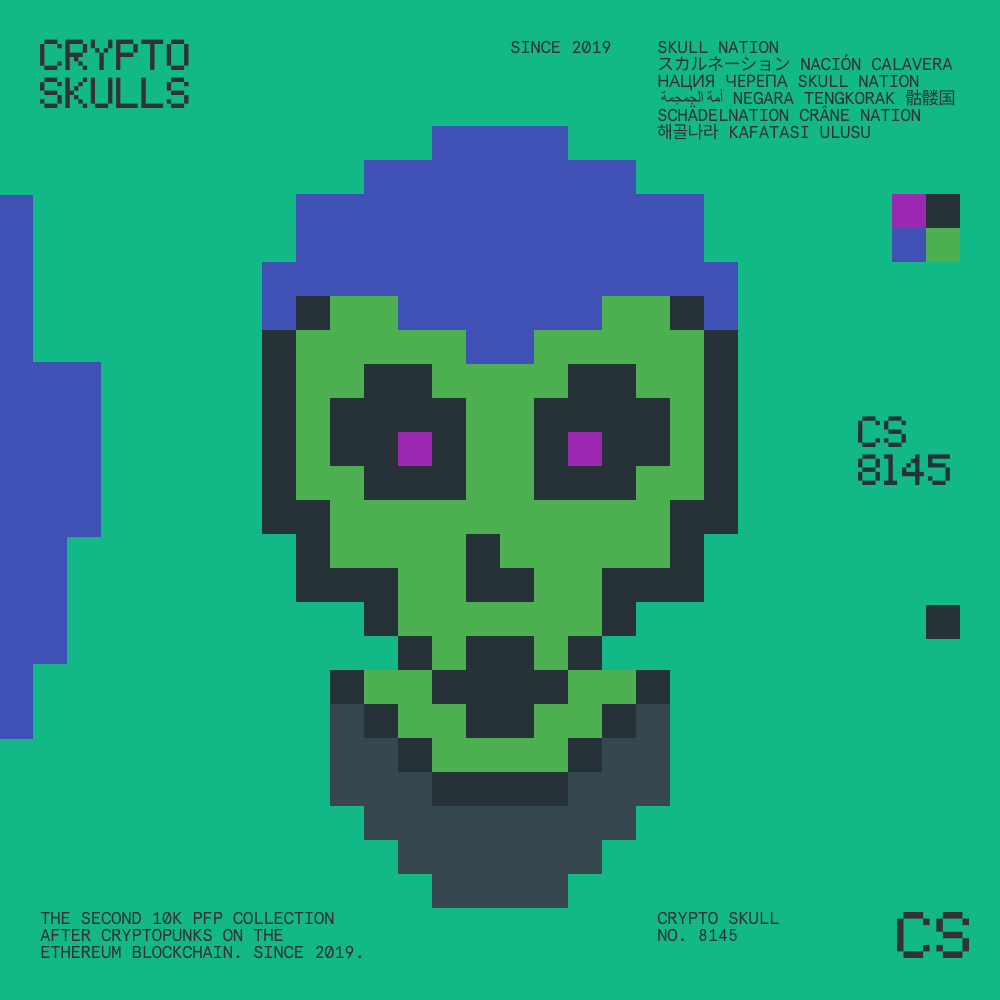 CRYPTO
SKULLS
SINCE 2019
SKULL NATION
スカルネーション NACIÓN CALAVERA
НАЦИЯ ЧЕРЕПА SKULL NATION
أمة الجمجمة NEGARA TENGKORAK 骷髅国
SCHÄDELNATION CRÂNE NATION
해골나라 KAFATASI ULUSU
CS
8145
THE SECOND 10K PFP COLLECTION
AFTER CRYPTOPUNKS ON THE
ETHEREUM BLOCKCHAIN. SINCE 2019.
CRYPTO SKULL
NO. 8145
CS